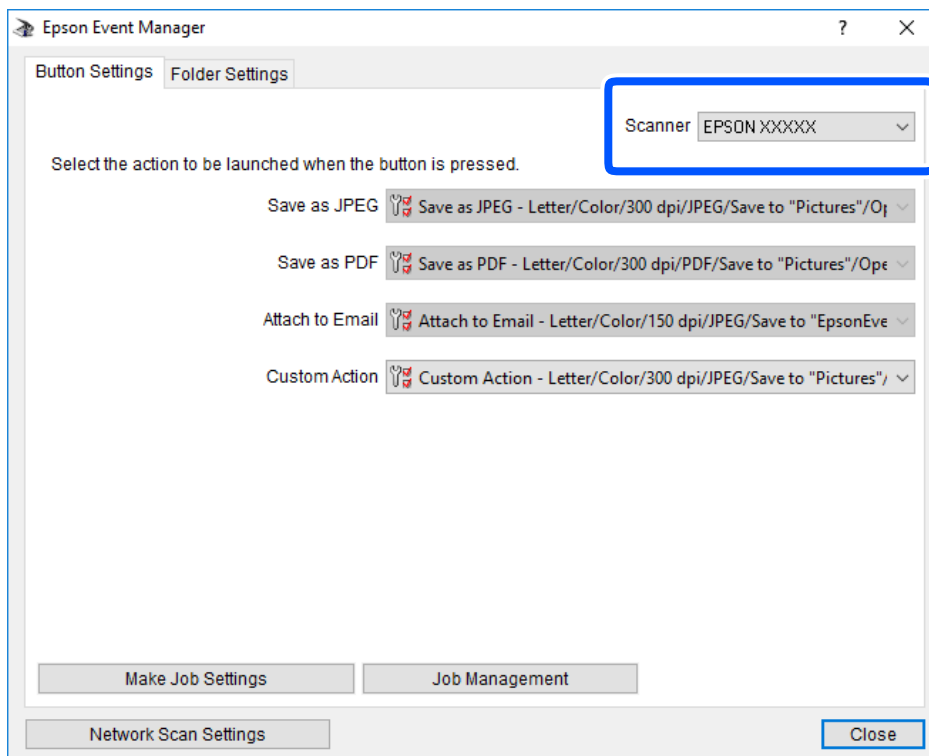 Epson Event Manager
Button Settings Folder Settings
Scanner EPSON XXXXX
Select the action to be launched when the button is pressed.
Save as JPEG Save as JPEG - Letter/Color/300 dpi/JPEG/Save to "Pictures"/Op
Save as PDF Save as PDF - Letter/Color/300 dpi/PDF/Save to "Pictures"/Ope
Attach to Email Attach to Email - Letter/Color/150 dpi/JPEG/Save to "EpsonEve
Custom Action Custom Action - Letter/Color/300 dpi/JPEG/Save to "Pictures"/
Make Job Settings Job Management
Network Scan Settings Close